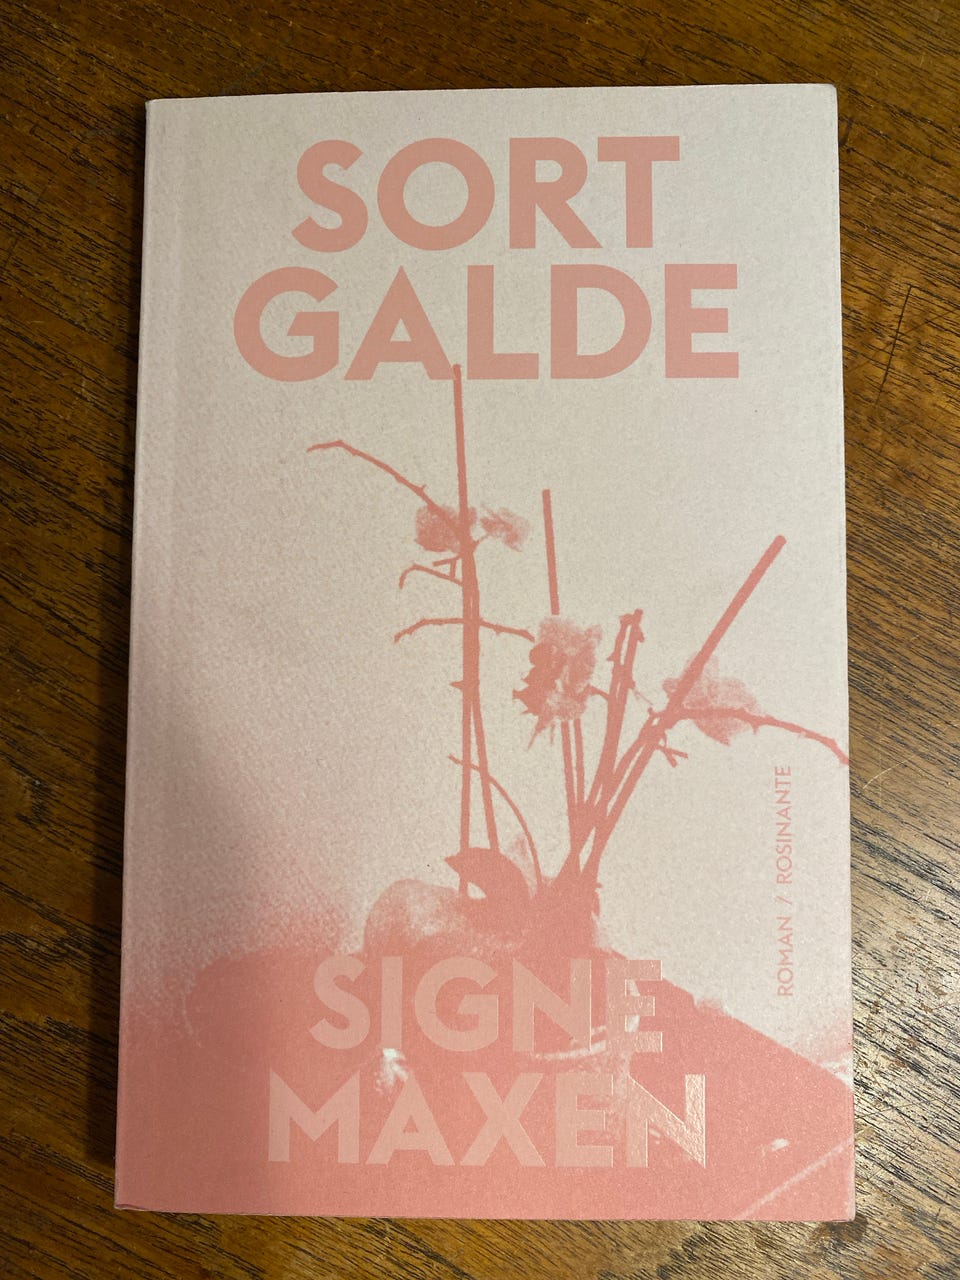 SORT
GALDE
ROMAN / ROSINANTE
SIGNE
MAXEN